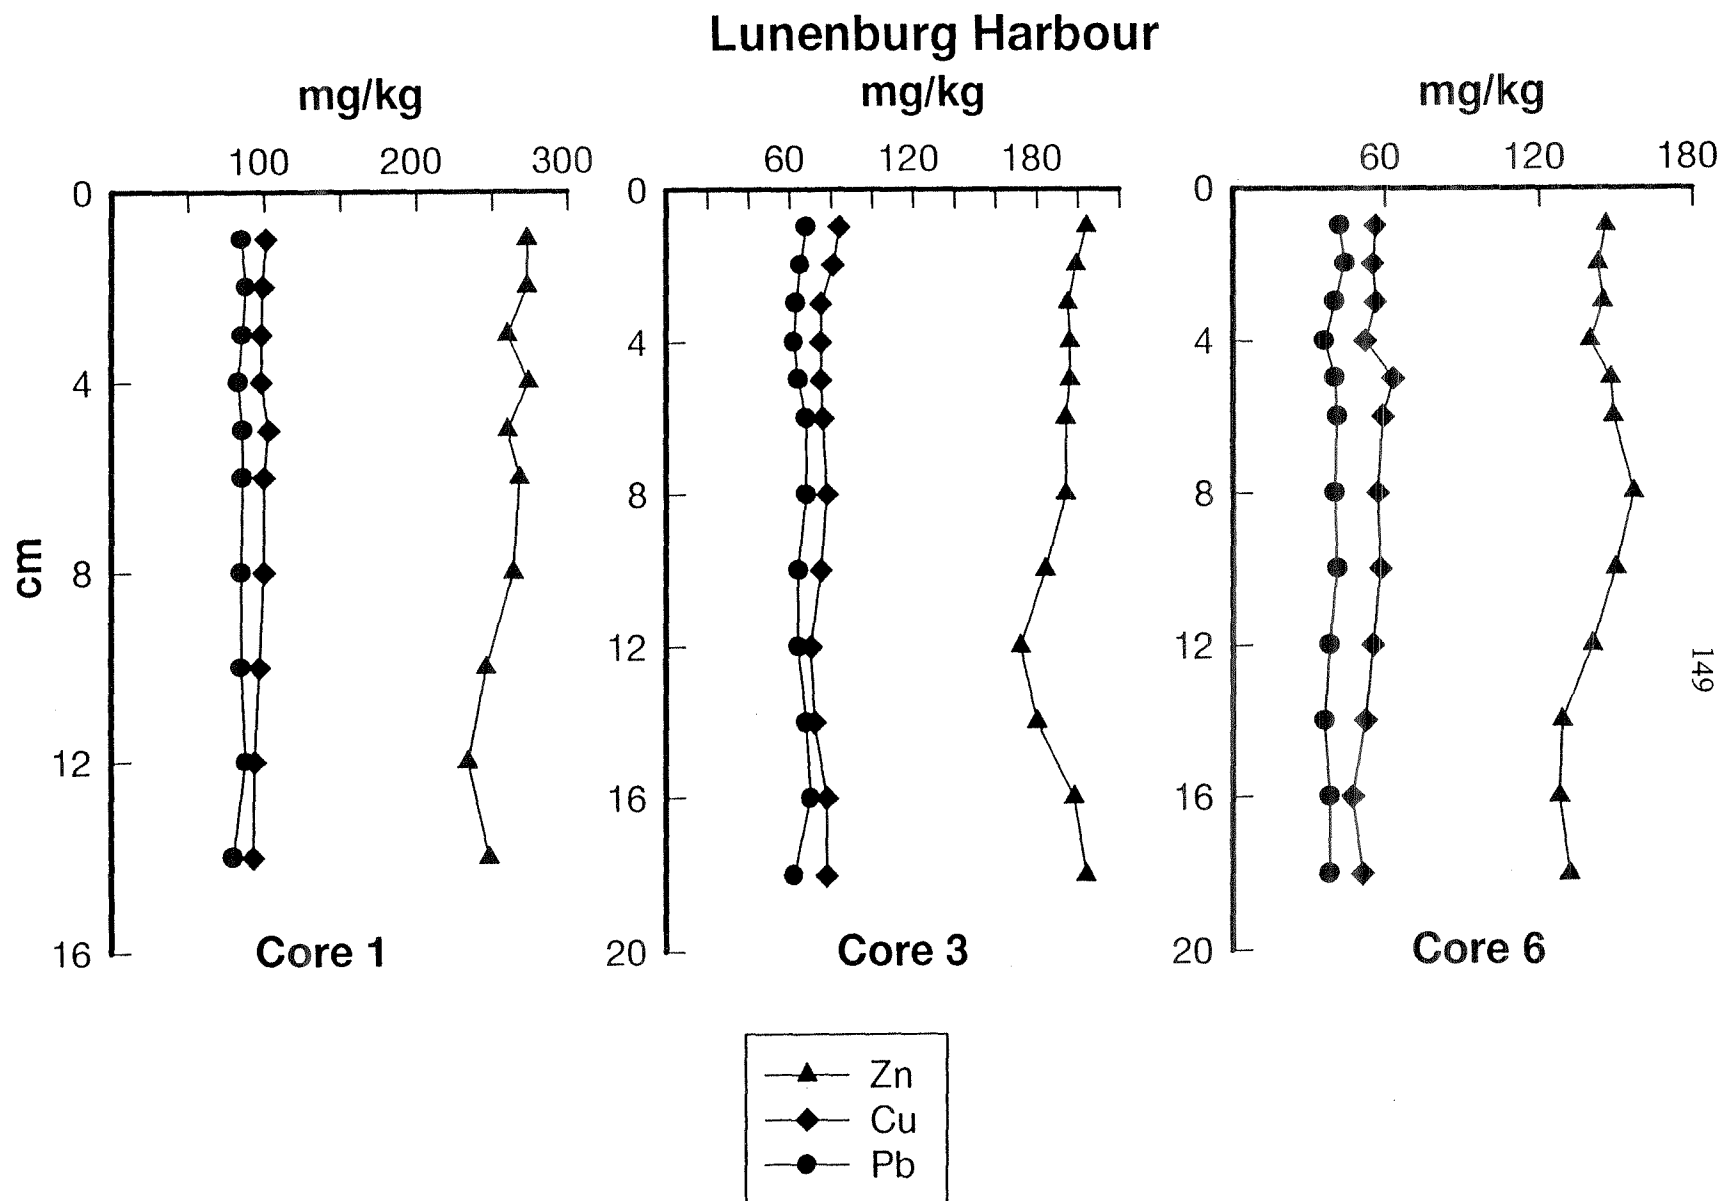 Lunenburg Harbour
mg/kg mg/kg mg/kg
100 200 300 60 120 180 60 120 180
0 0 0
4 4
4
8 8
cm 8
12 12
12
16 16
16 Core 1 20 Core 3 20 Core 6
149
Zn
Cu
Pb